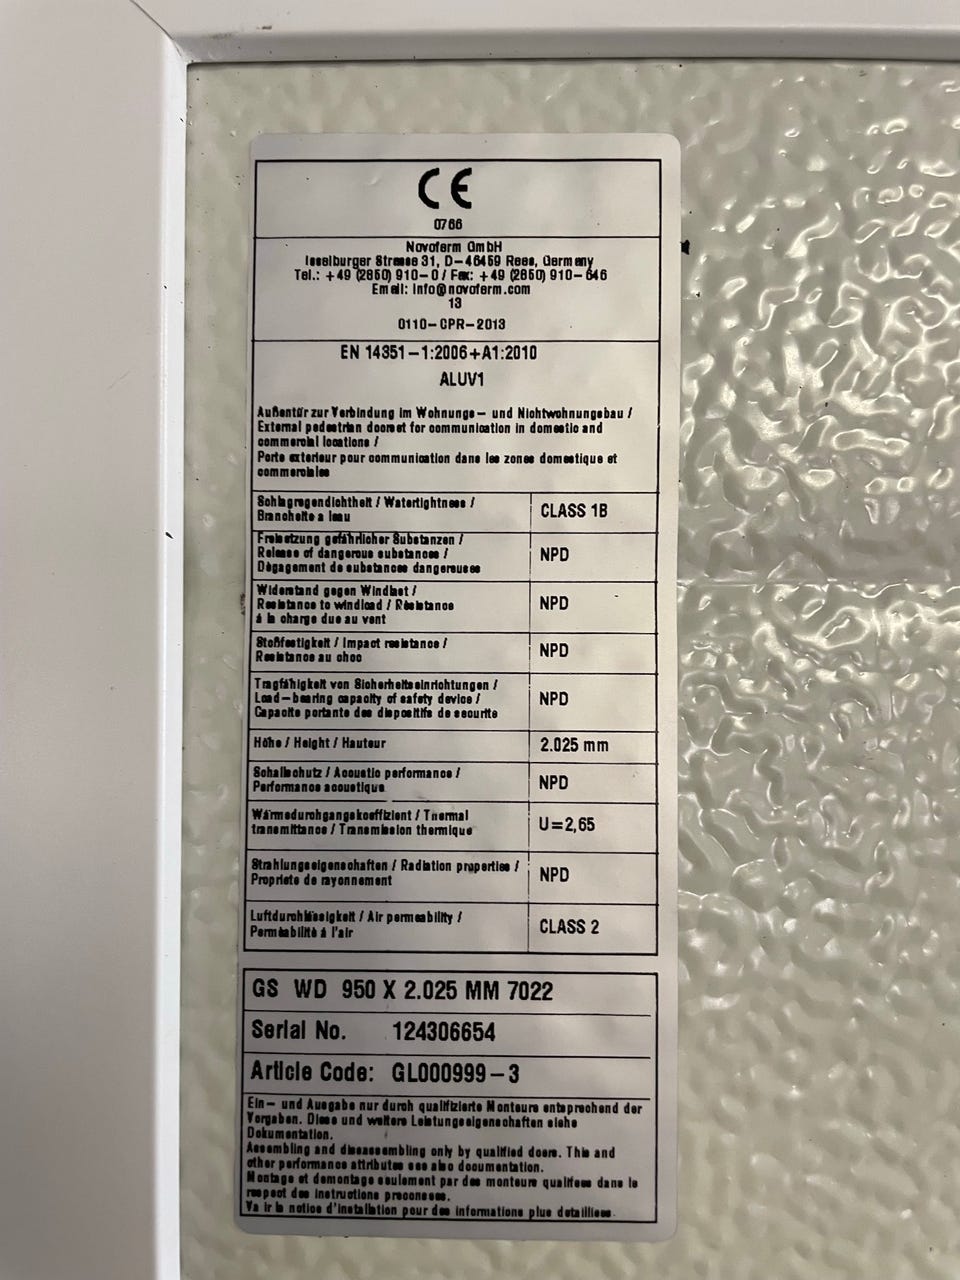 CE
0766
Novoferm GmbH
Isselburger Strasse 31, D-46459 Rees, Germany
Tel.: +49 (2850) 910-0 / Fax: +49 (2850) 910-646
Email: Info@novoferm.com
13
0110-CPR-2013
EN 14351-1:2006+A1:2010
ALUV1
Außentür zur Verbindung im Wohnungs- und Nichtwohnungsbau /
External pedestrian doorset for communication in domestic and
commercial locations /
Porte exterieur pour communication dans les zones domestique et
commerciales
Schlagregendichtheit / Watertightness /
CLASS 1B
Brancheite a leau
Freisetzung gefährlicher Substanzen /
Release of dangerous substances /
NPD
Dégagement de substances dangereuses
Widerstand gegen Windlast /
Resistance to windload / Résistance
NPD
á la charge due au vent
Stoßfestigkeit / Impact resistance /
NPD
Resistance au choc
Tragfähigkeit von Sicherheitseinrichtungen /
Load-bearing capacity of safety device /
NPD
Capacite portante des dispositifs de securite
Höhe / Height / Hauteur
2.025 mm
Schallschutz / Acoustic performance /
NPD
Performance acoustique
Wärmedurchgangskoeffizient / Thermal
U=2,65
transmittance / Transmission thermique
Strahlungseigenschaften / Radiation properties /
NPD
Propriete de rayonnement
Luftdurchlässigkeit / Air permeability /
CLASS 2
Perméabilité á l'air
GS WD 950 X 2.025 MM 7022
Serial No. 124306654
Article Code: GL000999-3
Ein- und Ausgabe nur durch qualifizierte Monteure entsprechend der
Vorgaben. Diese und weitere Leistungseigenschaften siehe
Dokumentation.
Assembling and disassembling only by qualified doers. This and
other performance attributes see also documentation.
Montage et demontage seulement par des monteurs qualifees dans le
respect des instructions preconsees.
Va ir la notice d'installation pour des informations plus detailliees.